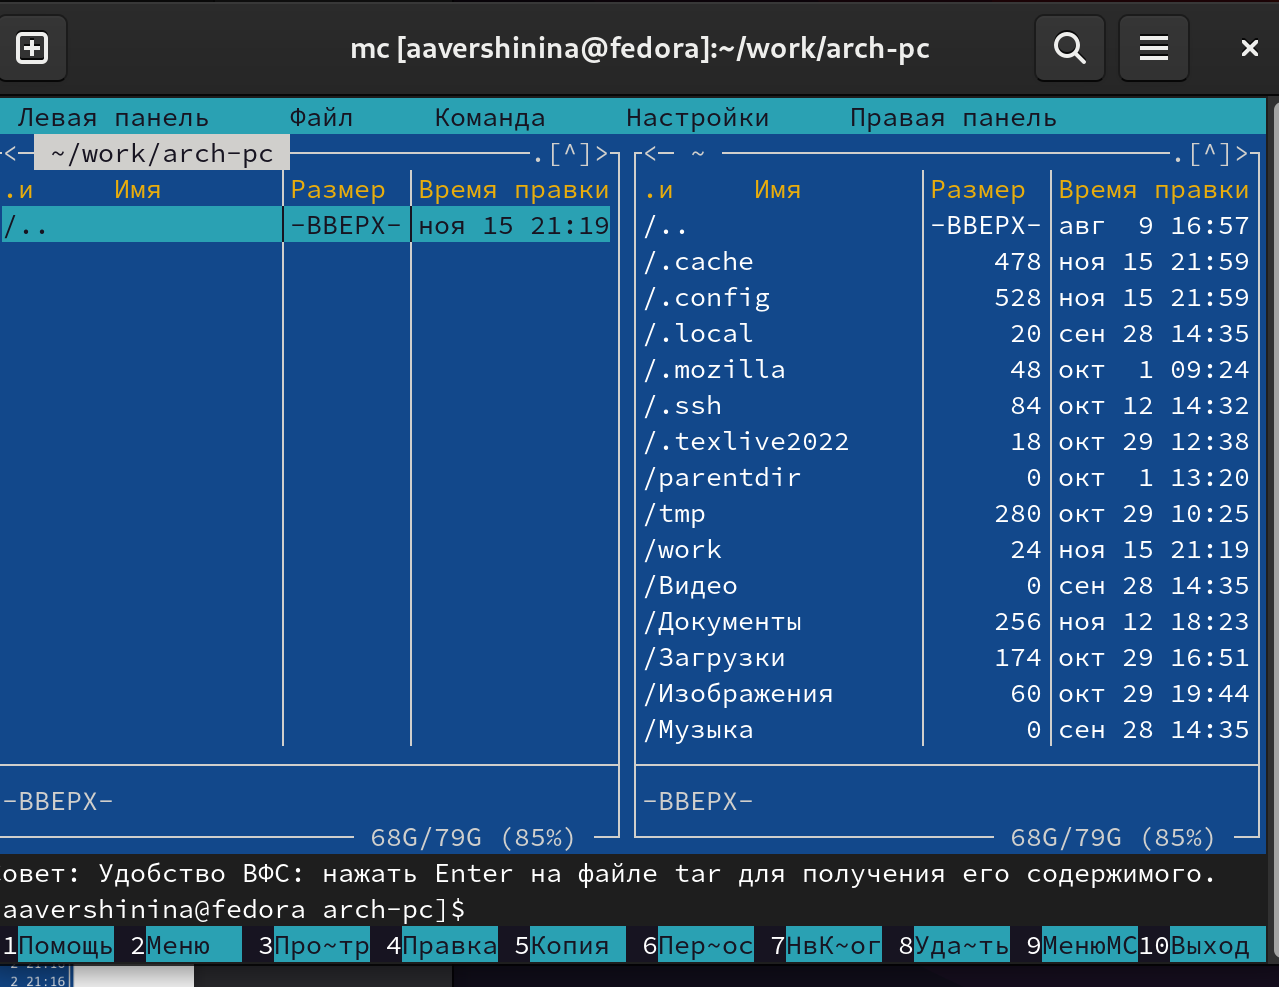 mc [aavershinina@fedora]:~/work/arch-pc
Левая панель Файл Команда Настройки Правая панель
<─ ~/work/arch-pc ─.[^]> <─ ~ ─.[^]>
.и Имя Размер Время правки .и Имя Размер Время правки
/.. -ВВЕРХ- ноя 15 21:19 /.. -ВВЕРХ- авг 9 16:57
/.cache 478 ноя 15 21:59
/.config 528 ноя 15 21:59
/.local 20 сен 28 14:35
/.mozilla 48 окт 1 09:24
/.ssh 84 окт 12 14:32
/.texlive2022 18 окт 29 12:38
/parentdir 0 окт 1 13:20
/tmp 280 окт 29 10:25
/work 24 ноя 15 21:19
/Видео 0 сен 28 14:35
/Документы 256 ноя 12 18:23
/Загрузки 174 окт 29 16:51
/Изображения 60 окт 29 19:44
/Музыка 0 сен 28 14:35
-ВВЕРХ- -ВВЕРХ-
68G/79G (85%) 68G/79G (85%)
овет: Удобство ВФС: нажать Enter на файле tar для получения его содержимого.
aavershinina@fedora arch-pc]$
1Помощь 2Меню 3Про~тр 4Правка 5Копия 6Пер~ос 7НвК~ог 8Уда~ть 9МенюМС10Выход
2 21:16